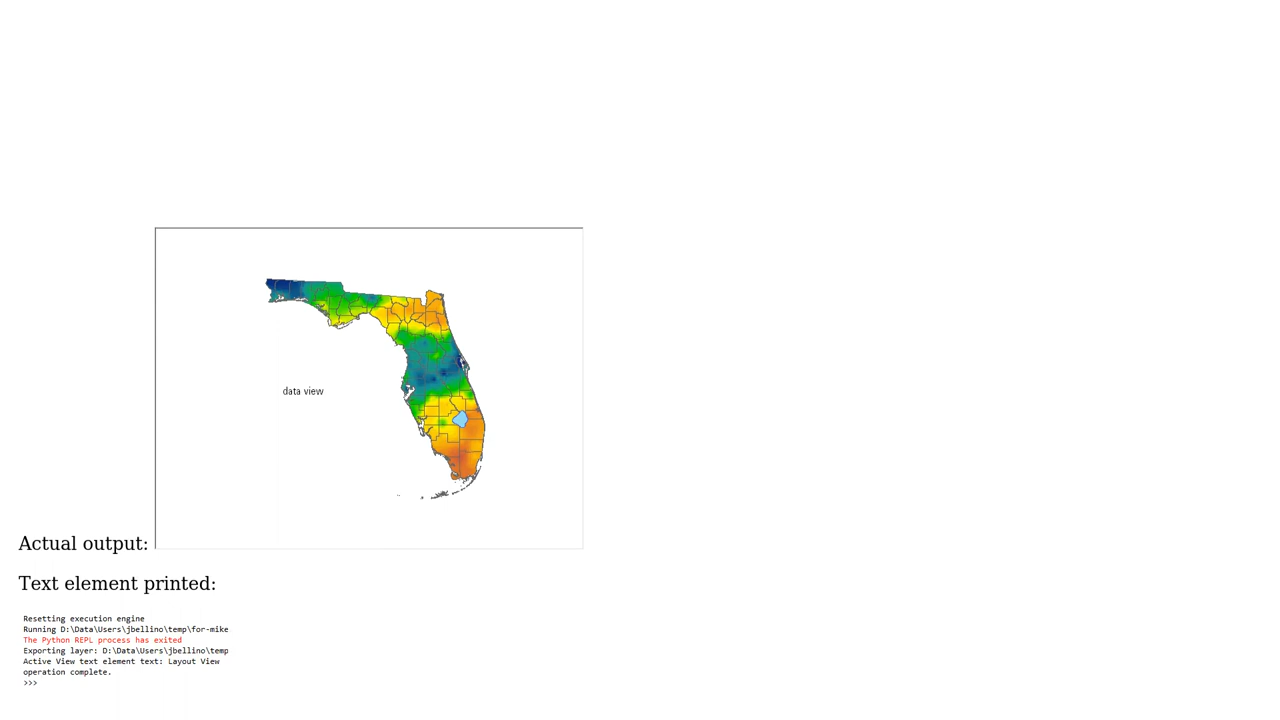 data view
Actual output:
Text element printed:
Resetting execution engine
Running D:\Data\Users\jbellino\temp\for-mike
The Python REPL process has exited
Exporting layer: D:\Data\Users\jbellino\temp
Active View text element text: Layout View
operation complete.
>>>